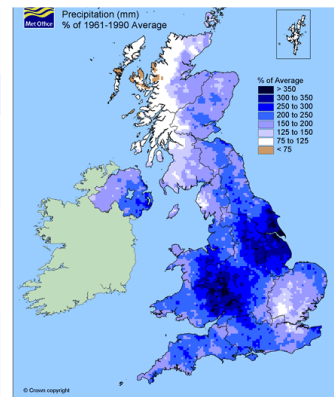 Met Office
Precipitation (mm)
% of 1961-1990 Average
% of Average
> 350
300 to 350
250 to 300
200 to 250
150 to 200
125 to 150
75 to 125
< 75
© Crown copyright